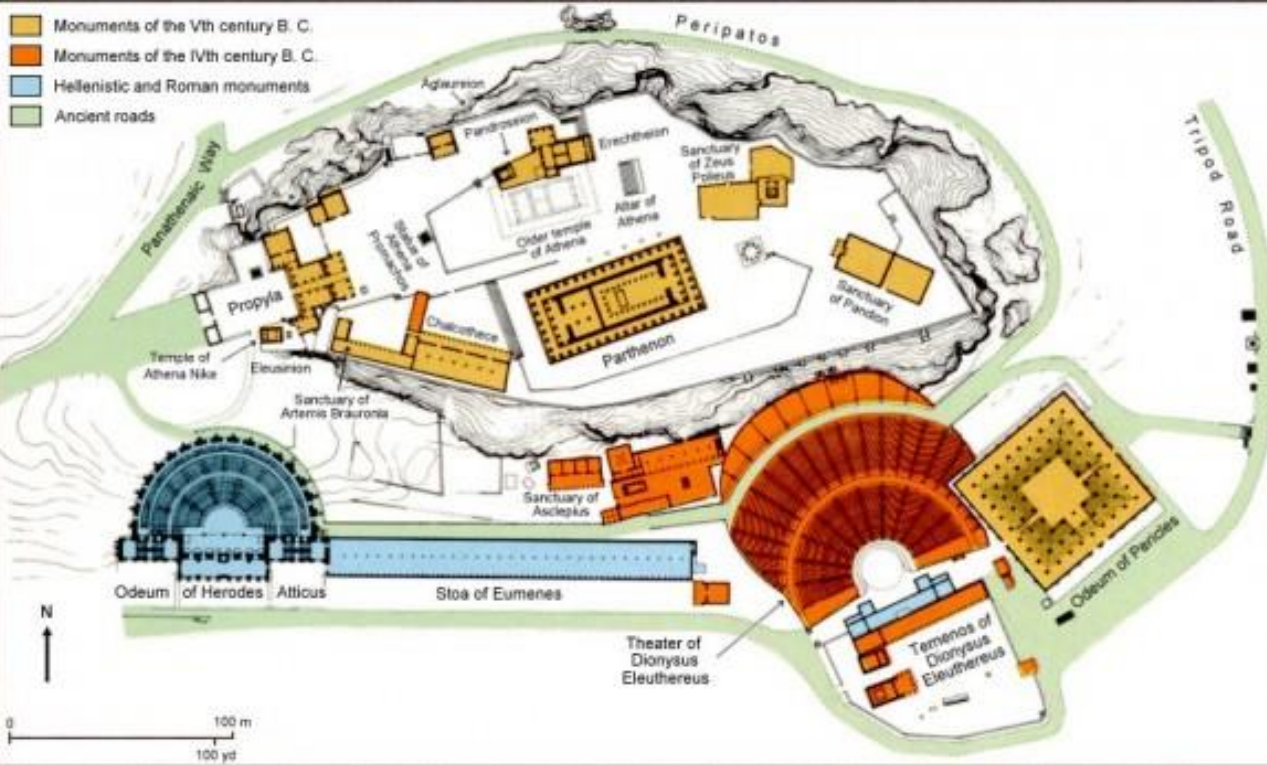 Monuments of the Vth century B. C.
Monuments of the IVth century B. C.
Hellenistic and Roman monuments
Ancient roads
Peripatos
Tripod Road
Panathenaic Way
Aglaureion
Pandroseion
Erechtheion
Sanctuary
of Zeus
Polieus
Altar of
Athena
Older temple
of Athena
Statue of
Athena
Promachos
Propyla
Chalcothece
Parthenon
Sanctuary
of Pandion
Temple of
Athena Nike
Eleusinion
Sanctuary of
Artemis Brauronia
Sanctuary of
Asclepius
Odeum of Herodes Atticus
Stoa of Eumenes
Odeum of Pericles
Theater of
Dionysus
Eleuthereus
Temenos of
Dionysus
Eleuthereus
N
0 100 m
100 yd